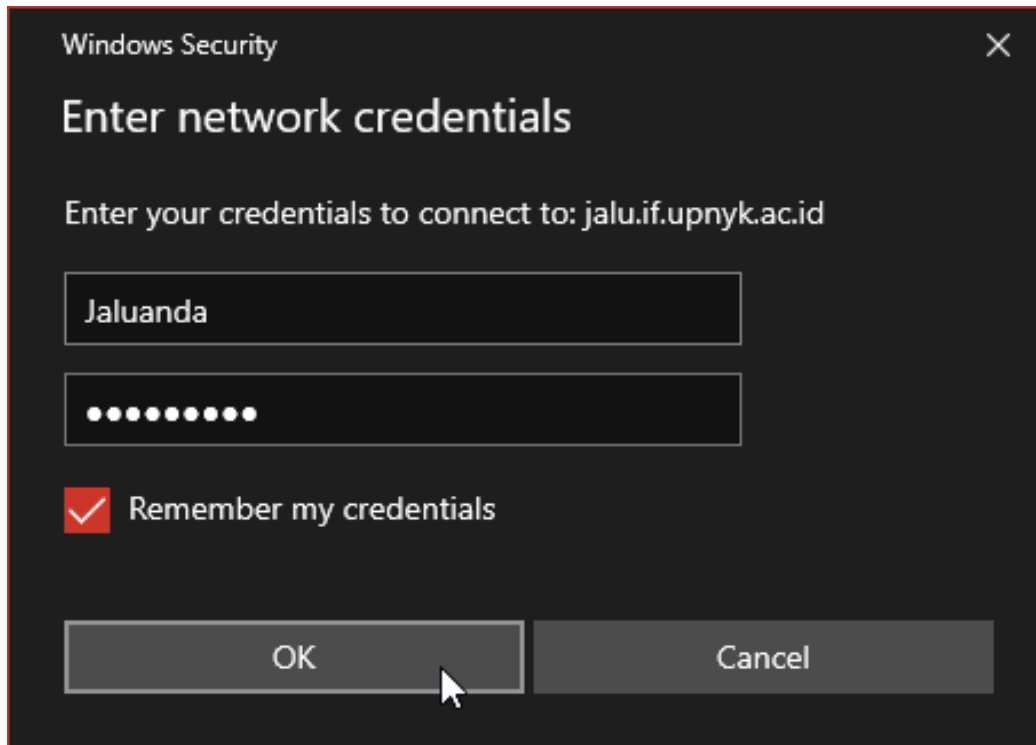 Windows Security
Enter network credentials
Enter your credentials to connect to: jalu.if.upnyk.ac.id
Jaluanda
●●●●●●●●●
Remember my credentials
OK
Cancel